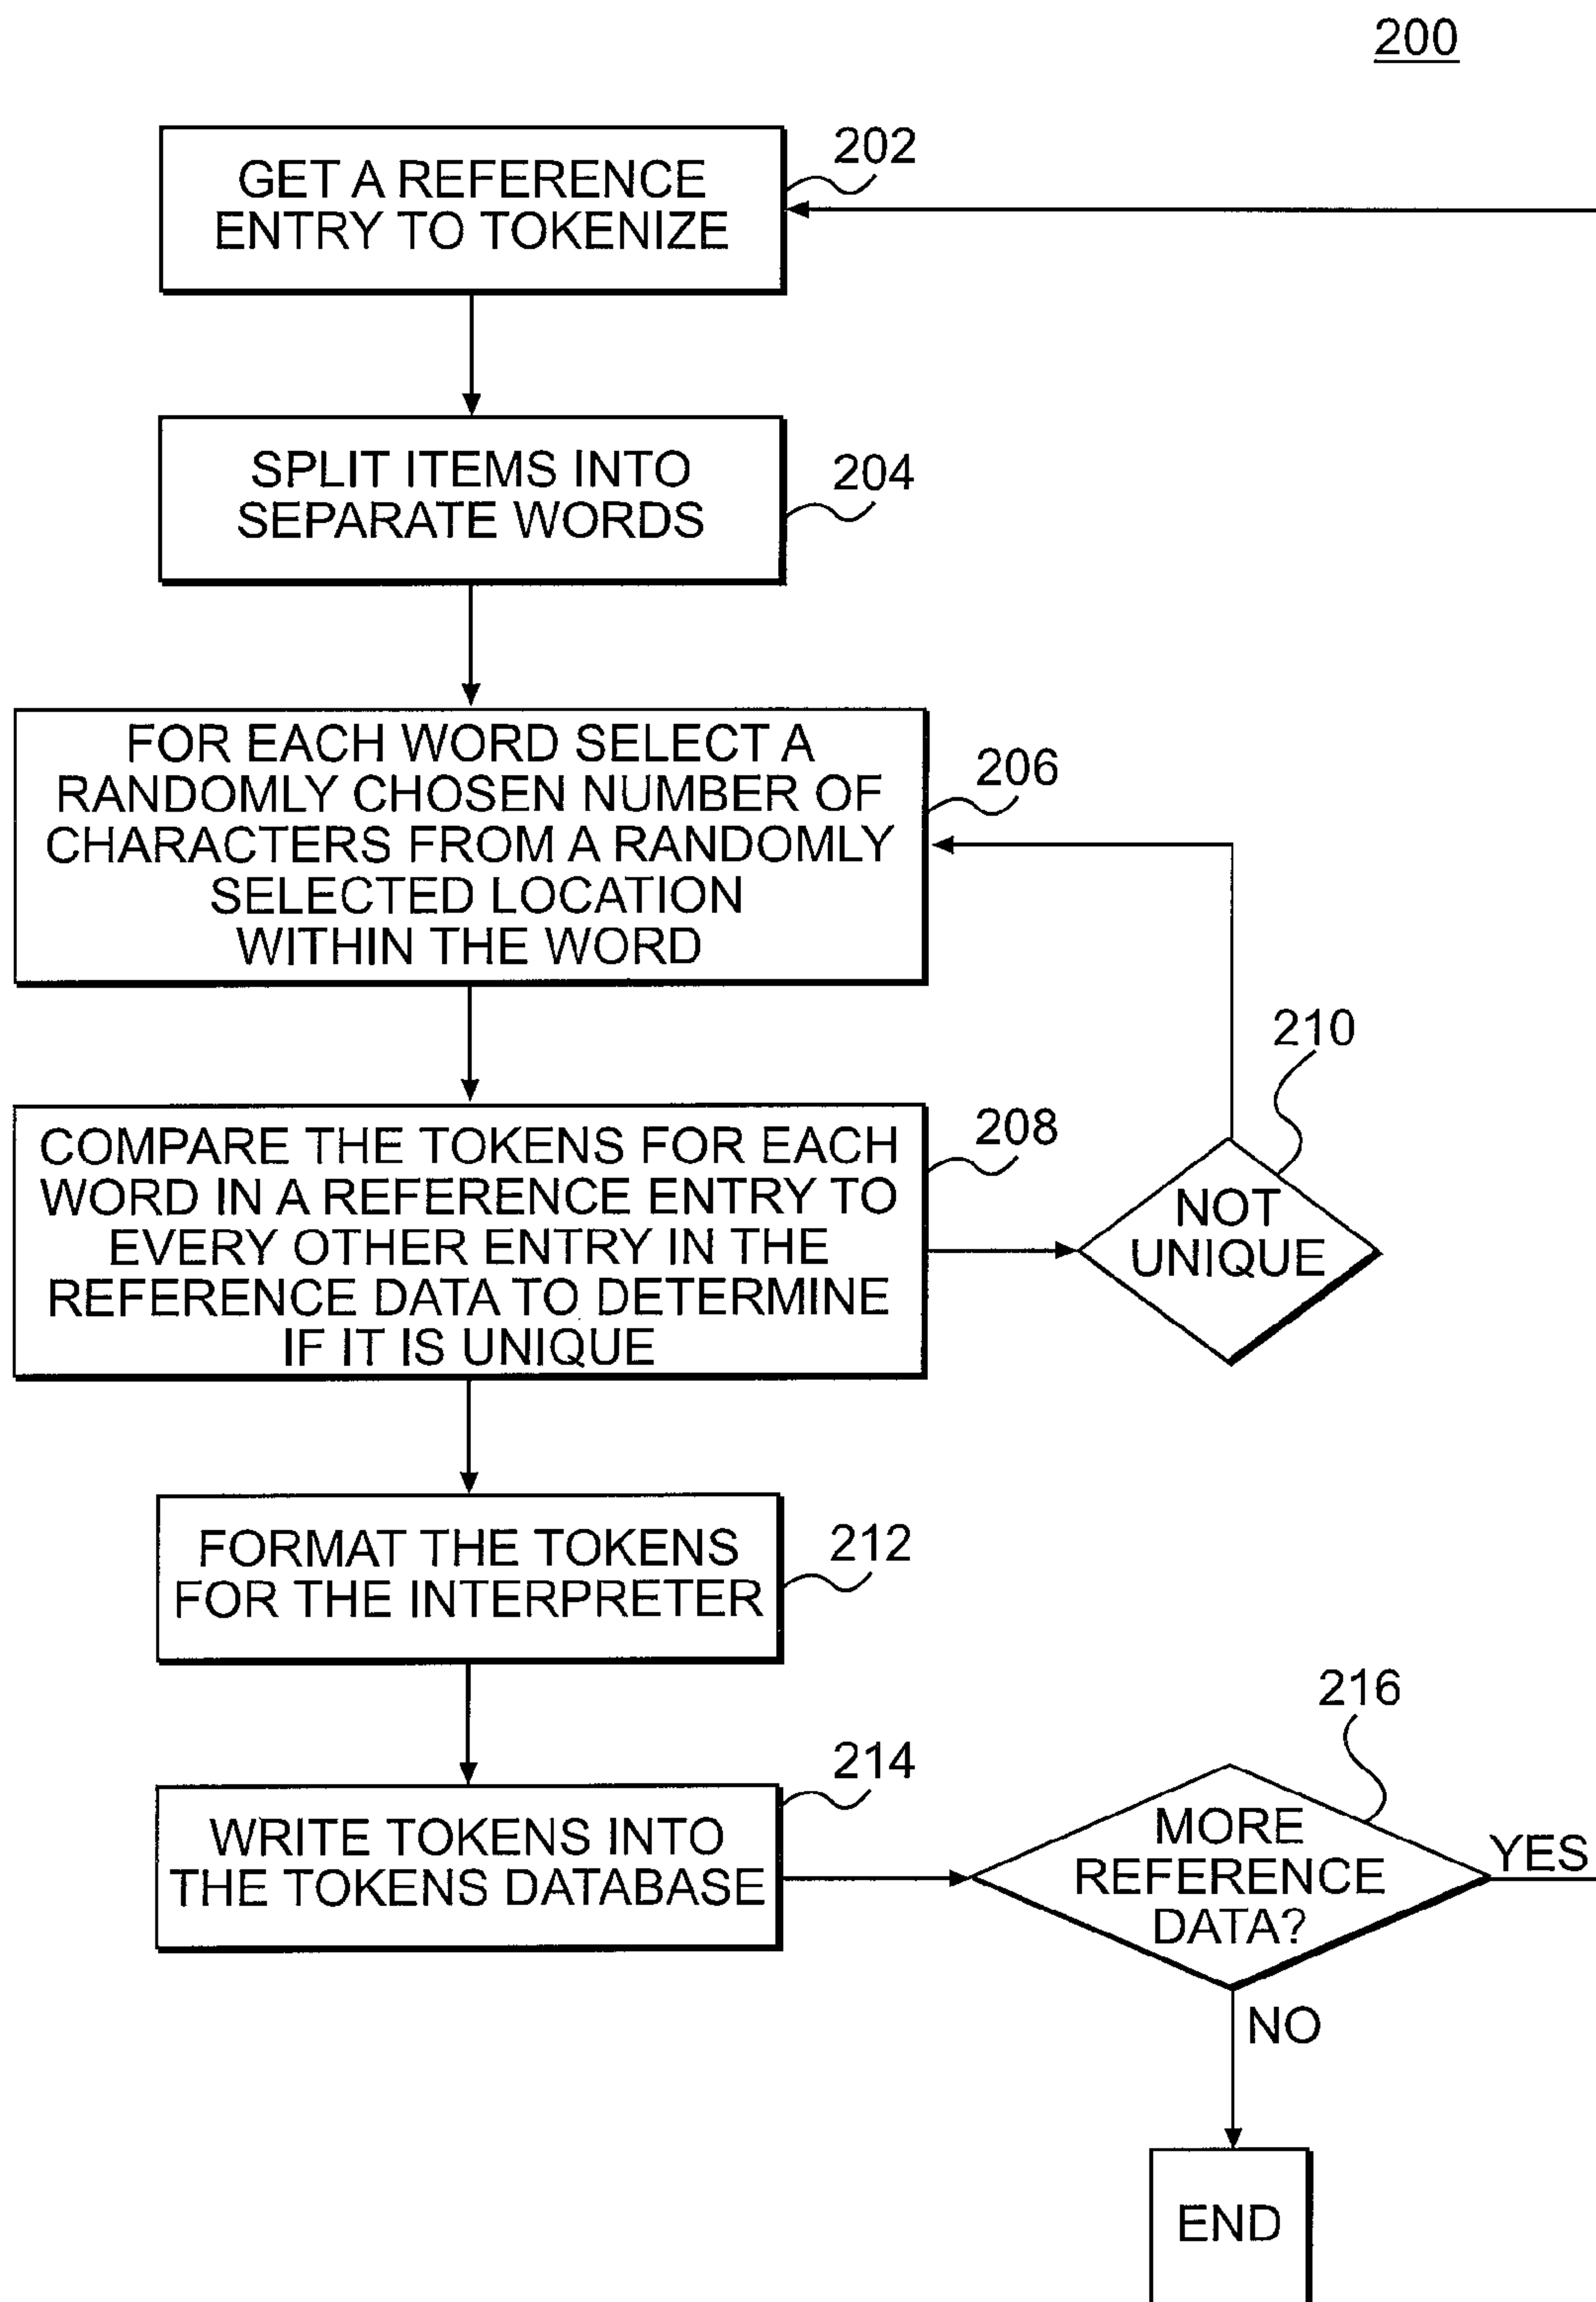 200
202
GET A REFERENCE
ENTRY TO TOKENIZE
204
SPLIT ITEMS INTO
SEPARATE WORDS
206
FOR EACH WORD SELECT A
RANDOMLY CHOSEN NUMBER OF
CHARACTERS FROM A RANDOMLY
SELECTED LOCATION
WITHIN THE WORD
208
COMPARE THE TOKENS FOR EACH
WORD IN A REFERENCE ENTRY TO
EVERY OTHER ENTRY IN THE
REFERENCE DATA TO DETERMINE
IF IT IS UNIQUE
210
NOT
UNIQUE
212
FORMAT THE TOKENS
FOR THE INTERPRETER
214
WRITE TOKENS INTO
THE TOKENS DATABASE
216
MORE
REFERENCE
DATA?
YES
NO
END